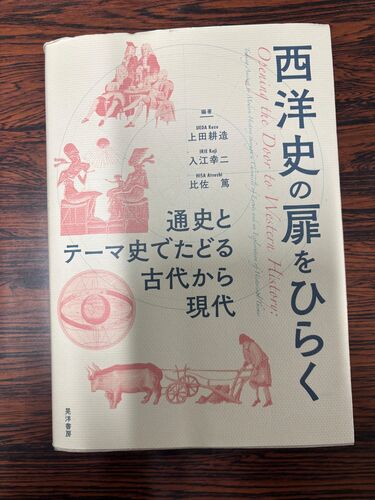 西洋史の扉をひらく
Opening the Door to Western History:
編著
UEDA Kozo
上田耕造
IRIE Koji
入江幸二
HISA Atsushi
比佐 篤
通史と
テーマ史でたどる
古代から
現代
晃洋書房